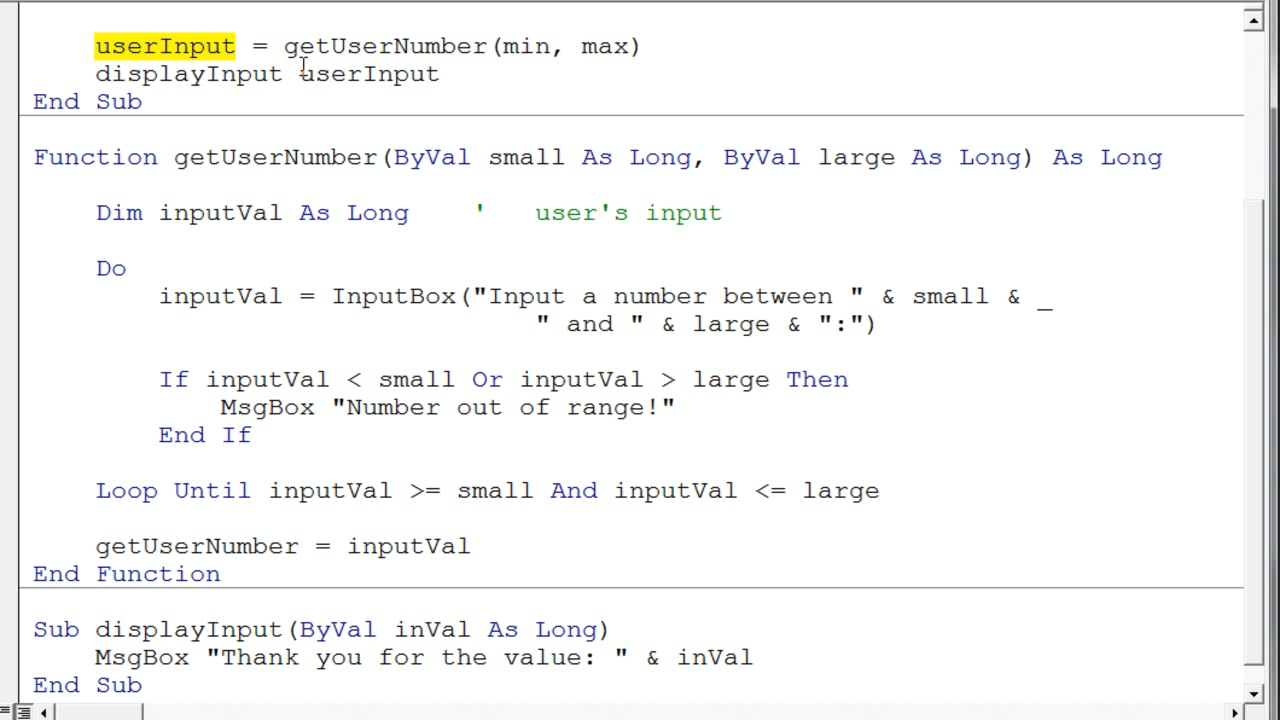 userInput = getUserNumber(min, max)
displayInput userInput
End Sub
Function getUserNumber(ByVal small As Long, ByVal large As Long) As Long
Dim inputVal As Long ' user's input
Do
inputVal = InputBox("Input a number between " & small & _
" and " & large & ":")
If inputVal < small Or inputVal > large Then
MsgBox "Number out of range!"
End If
Loop Until inputVal >= small And inputVal <= large
getUserNumber = inputVal
End Function
Sub displayInput(ByVal inVal As Long)
MsgBox "Thank you for the value: " & inVal
End Sub